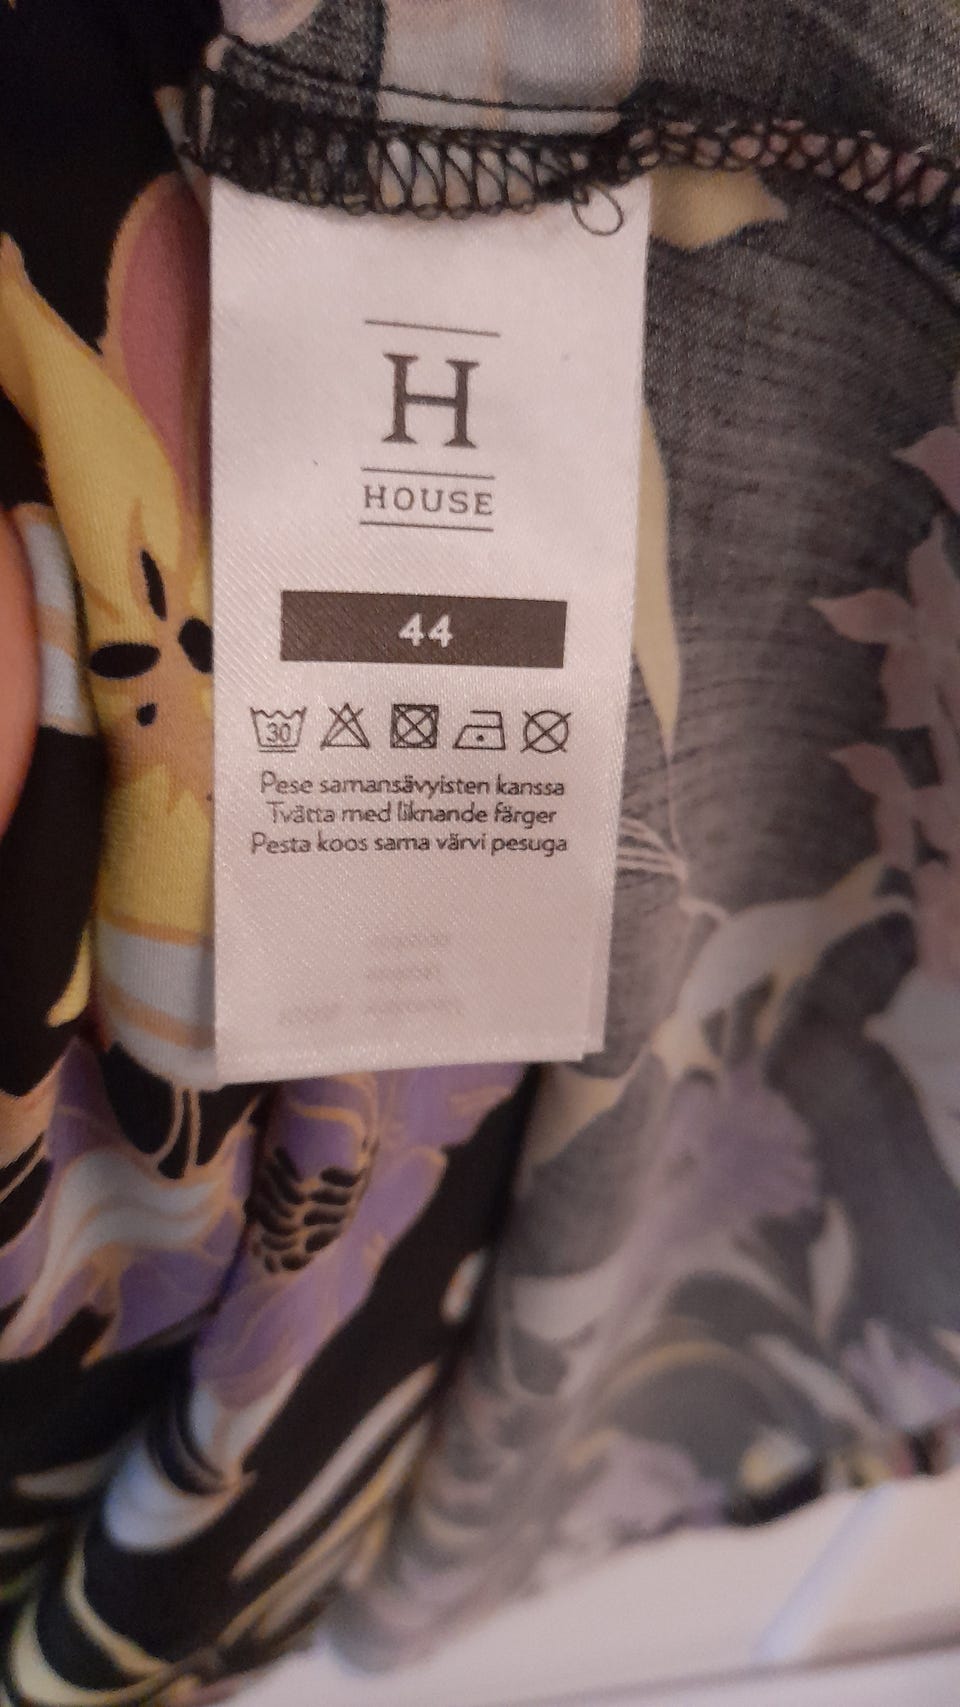 H
HOUSE
44
30
Pese samansävyisten kanssa
Tvätta med liknande färger
Pesta koos sama värvi pesuga